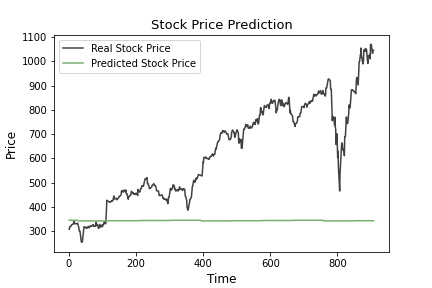 Stock Price Prediction
Real Stock Price
Predicted Stock Price
Price
1100
1000
900
800
700
600
500
400
300
0 200 400 600 800
Time